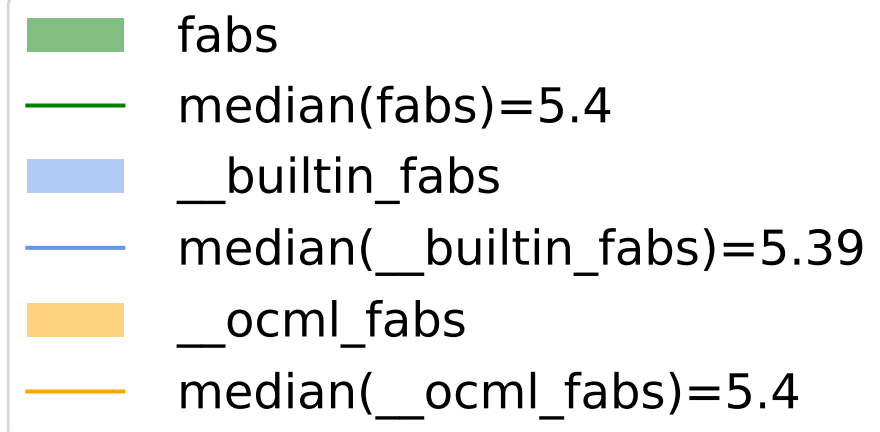 fabs
median(fabs)=5.4
__builtin_fabs
median(__builtin_fabs)=5.39
__ocml_fabs
median(__ocml_fabs)=5.4